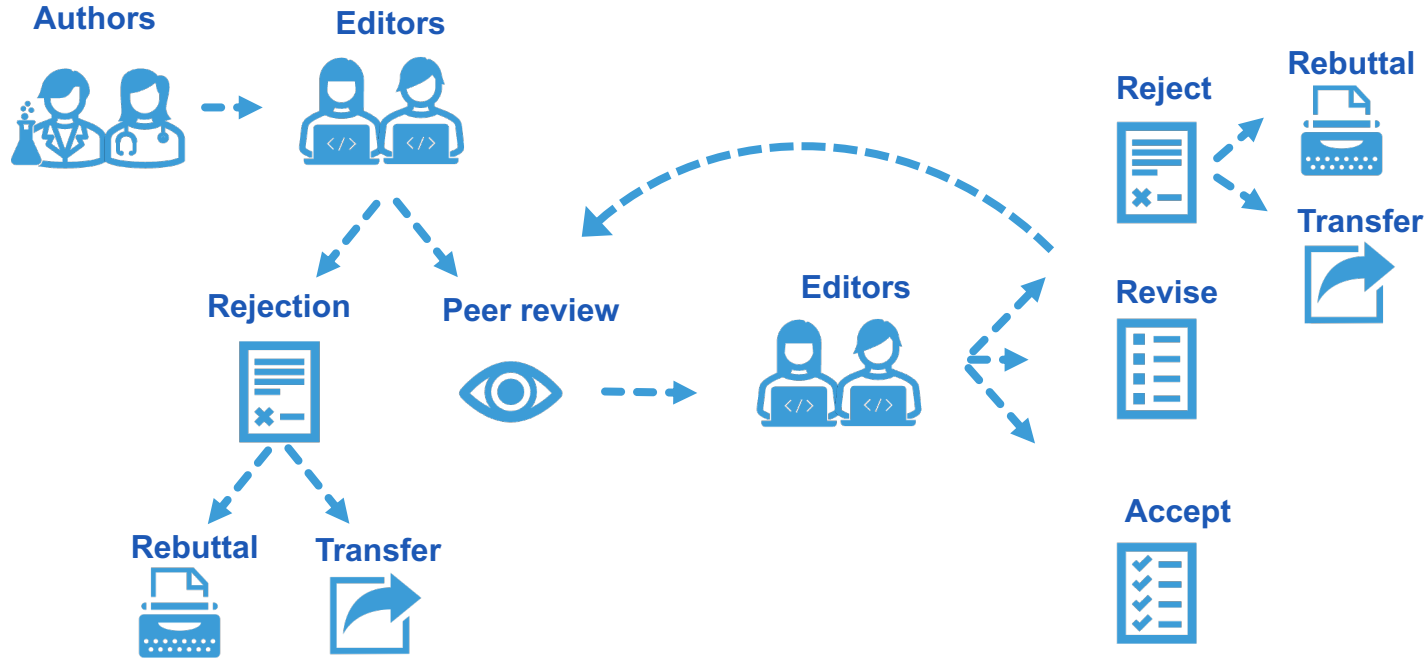 Authors
Editors
</>
</>
Rejection
Peer review
Rebuttal
Transfer
Editors
</>
</>
Reject
Rebuttal
Transfer
Revise
Accept